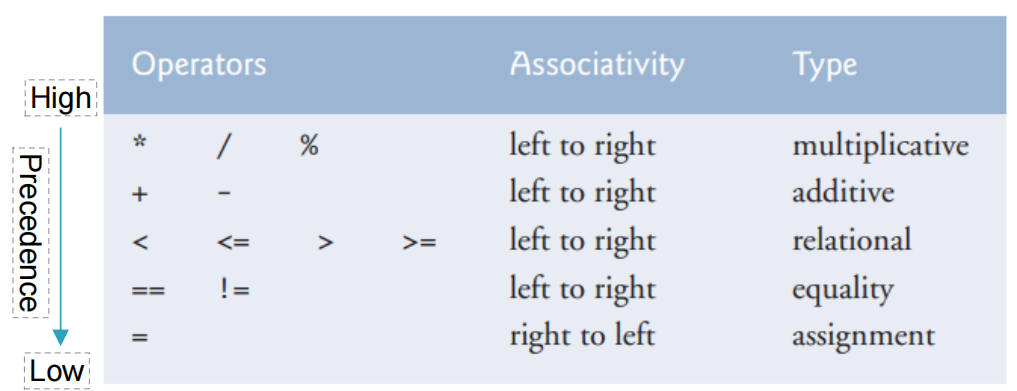 Operators Associativity Type
High
* / % left to right multiplicative
+ - left to right additive
< <= > >= left to right relational
== != left to right equality
= right to left assignment
Precedence
Low